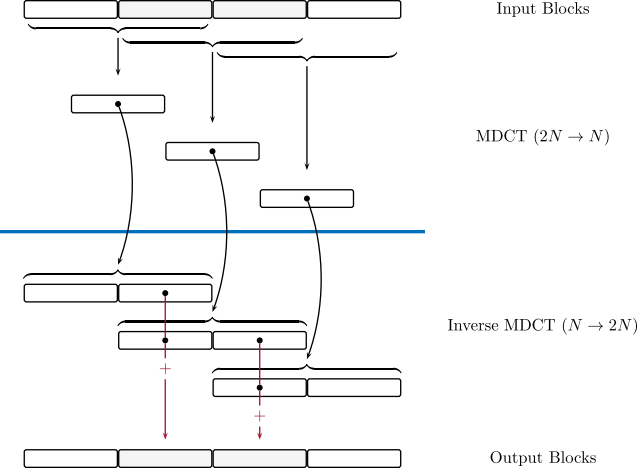 Input Blocks
MDCT (2N → N)
Inverse MDCT (N → 2N)
+
+
Output Blocks